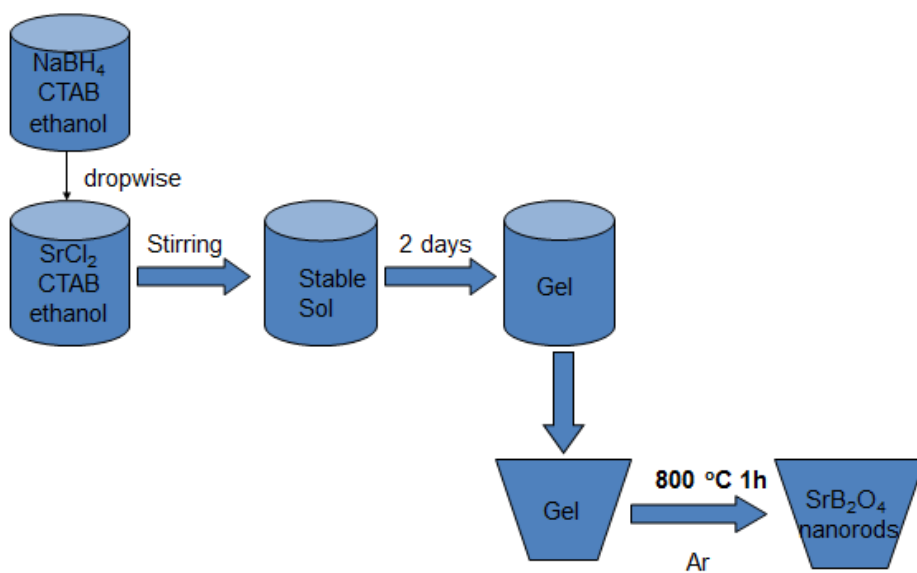 NaBH₄
CTAB
ethanol
dropwise
SrCl₂
CTAB
ethanol
Stirring
Stable
Sol
2 days
Gel
Gel
800 °C 1h
Ar
SrB₂O₄
nanorods